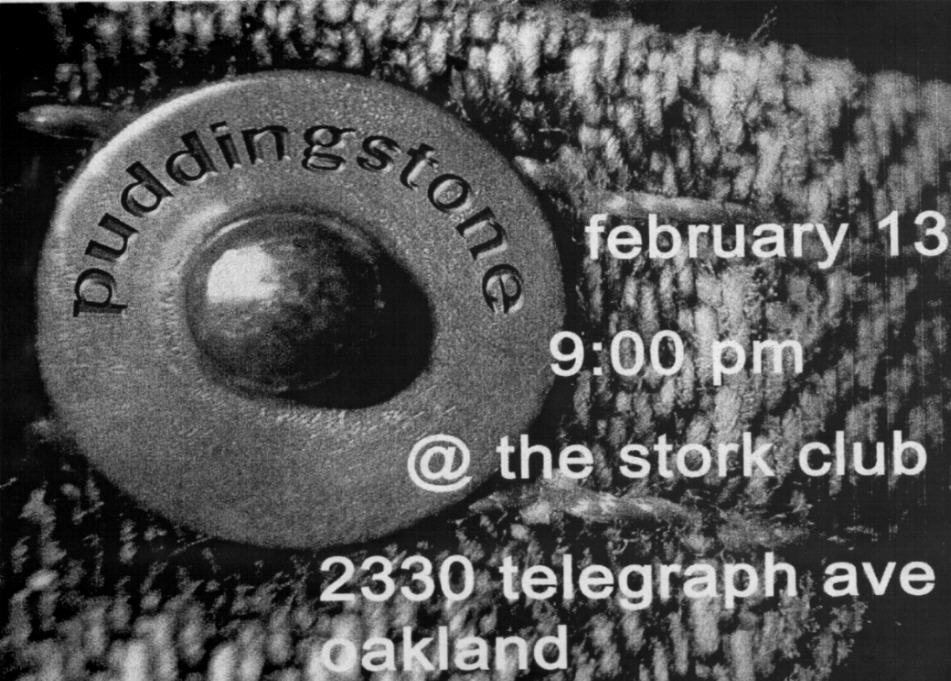 puddingstone
february 13
9:00 pm
@ the stork club
2330 telegraph ave
oakland